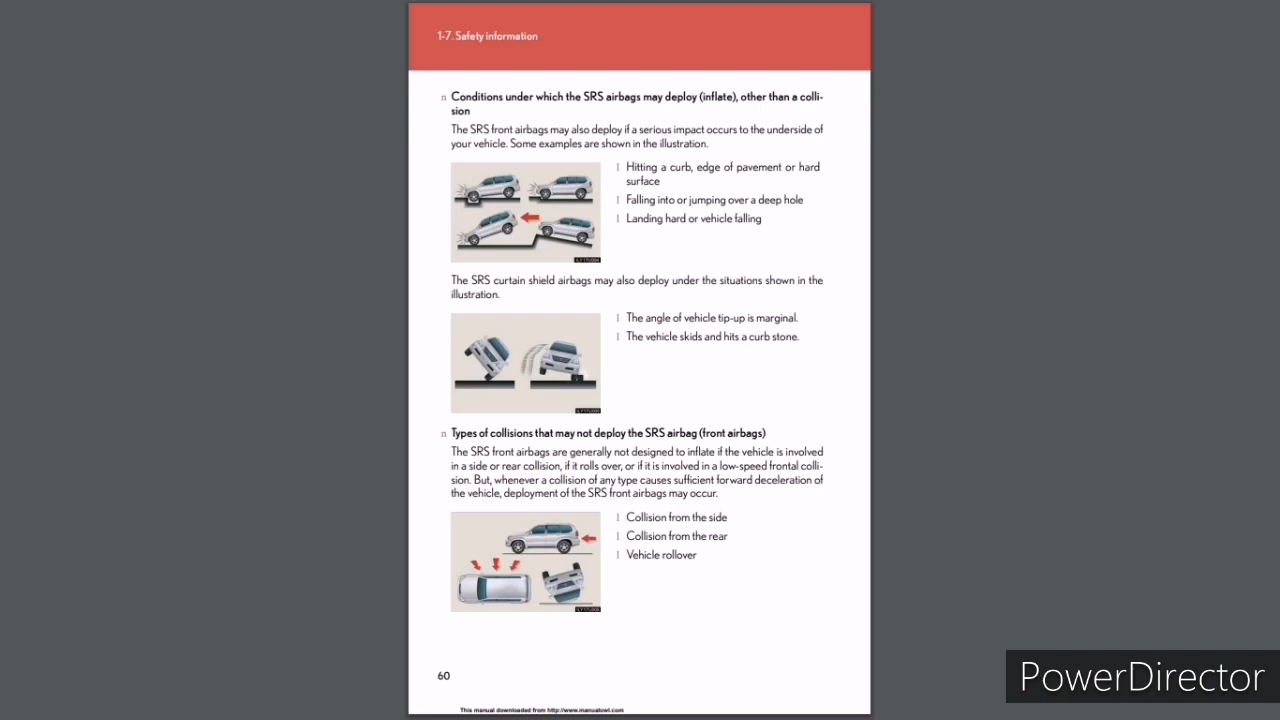 1-7. Safety information
n Conditions under which the SRS airbags may deploy (inflate), other than a colli-
sion
The SRS front airbags may also deploy if a serious impact occurs to the underside of
your vehicle. Some examples are shown in the illustration.
l Hitting a curb, edge of pavement or hard
surface
l Falling into or jumping over a deep hole
l Landing hard or vehicle falling
The SRS curtain shield airbags may also deploy under the situations shown in the
illustration.
l The angle of vehicle tip-up is marginal.
l The vehicle skids and hits a curb stone.
n Types of collisions that may not deploy the SRS airbag (front airbags)
The SRS front airbags are generally not designed to inflate if the vehicle is involved
in a side or rear collision, if it rolls over, or if it is involved in a low-speed frontal colli-
sion. But, whenever a collision of any type causes sufficient forward deceleration of
the vehicle, deployment of the SRS front airbags may occur.
l Collision from the side
l Collision from the rear
l Vehicle rollover
60
This manual downloaded from http://www.manualowl.com
PowerDirector